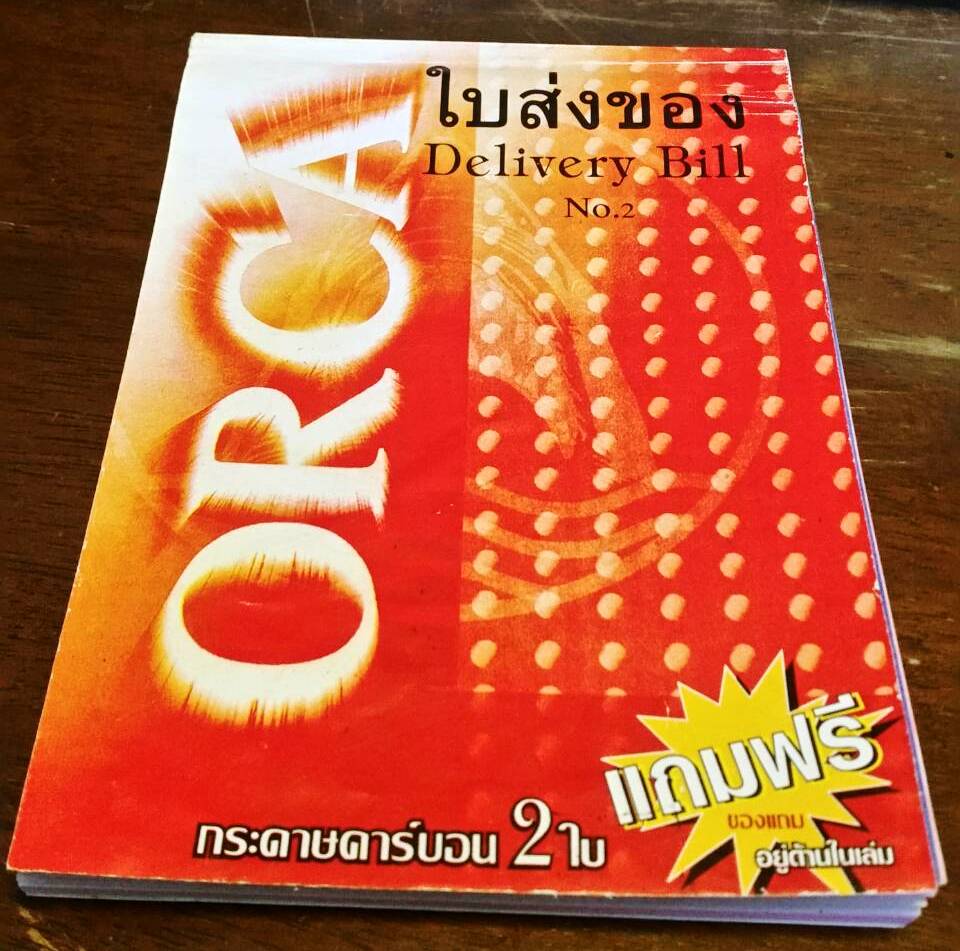 ORCA
ใบส่งของ
Delivery Bill
No.2
แถมฟรี
ของแถม
อยู่ด้านในเล่ม
กระดาษคาร์บอน 2 ใบ